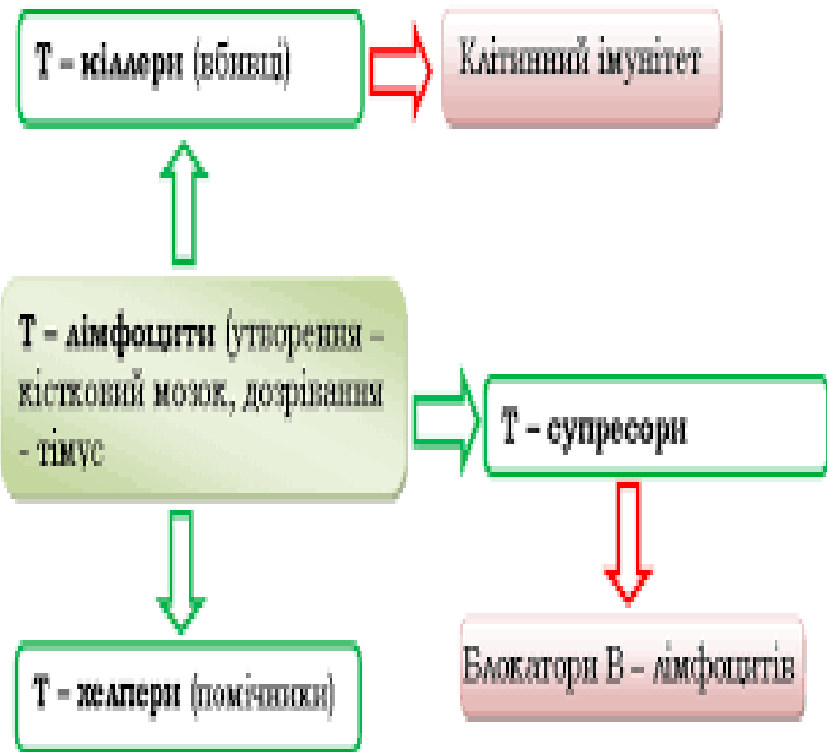 Т – кіллери (вбивці)
Клітинний імунітет
Т – лімфоцити (утворення –
кістковий мозок, дозрівання
- тімус
Т – супресори
Т – хелпери (помічники)
Блокатори В – лімфоцитів